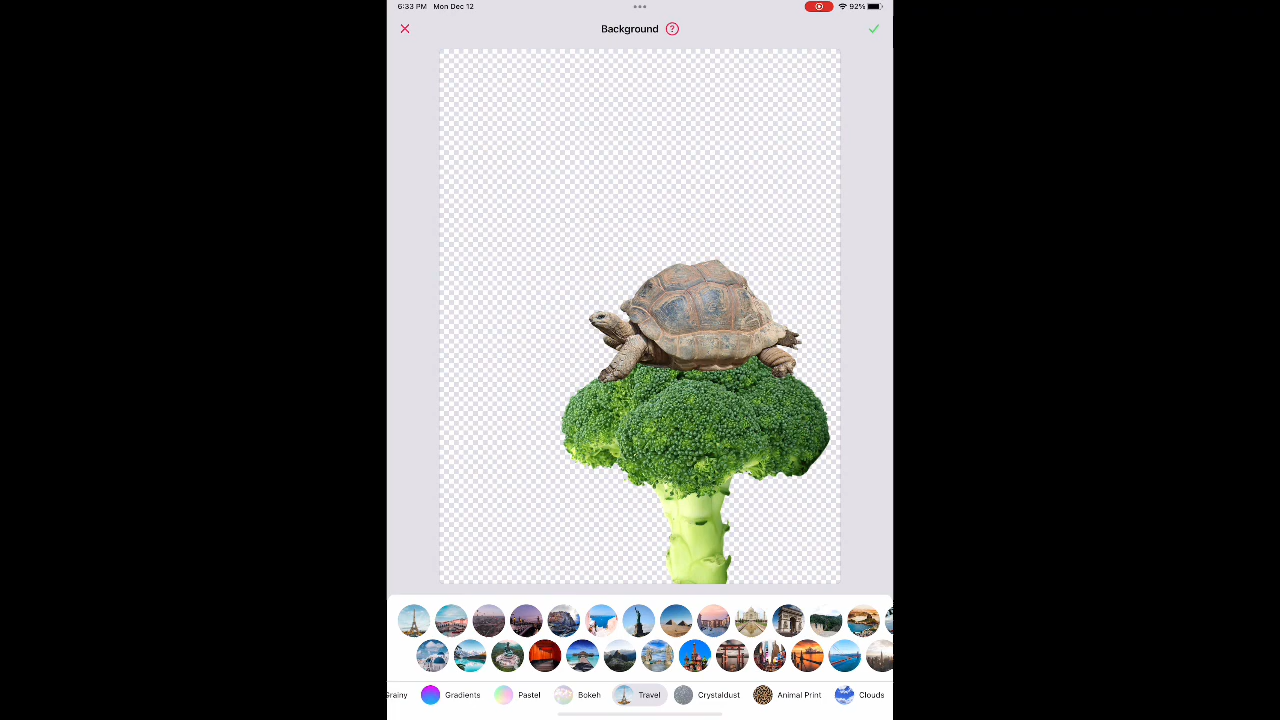 6:33 PM Mon Dec 12 92%
Background ?
Grainy Gradients Pastel Bokeh Travel Crystaldust Animal Print Clouds